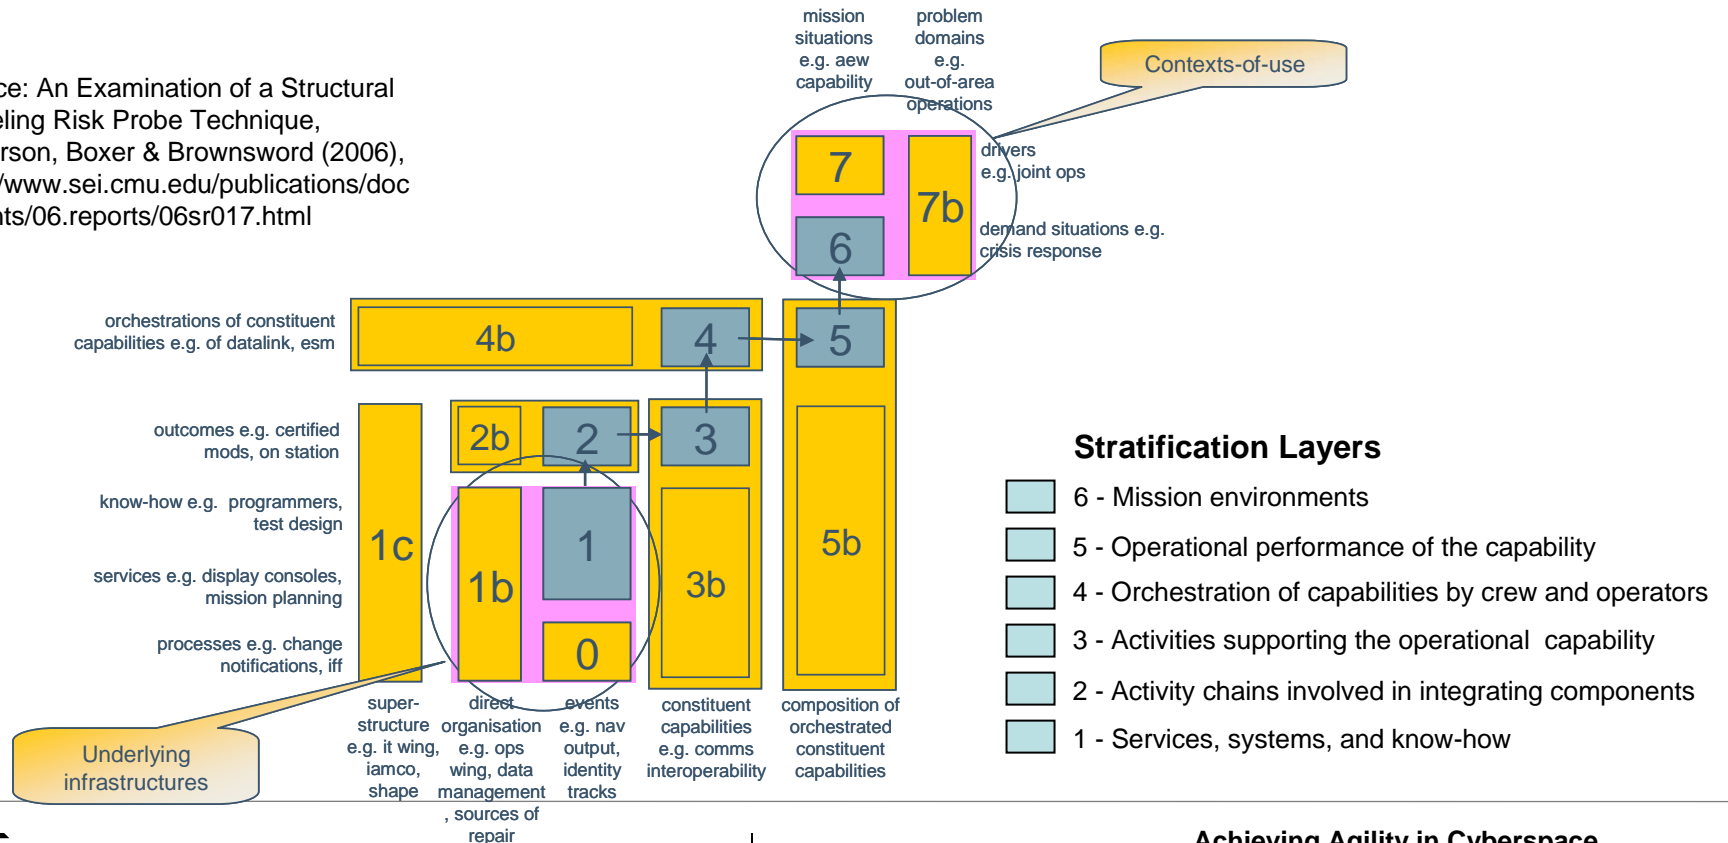 mission
situations
e.g. aew
capability
problem
domains
e.g.
out-of-area
operations
Contexts-of-use
ce: An Examination of a Structural
eling Risk Probe Technique,
rson, Boxer & Brownsword (2006),
//www.sei.cmu.edu/publications/doc
nts/06.reports/06sr017.html
7
7b
6
drivers
e.g. joint ops
demand situations e.g.
crisis response
orchestrations of constituent
capabilities e.g. of datalink, esm
4b
4
5
outcomes e.g. certified
mods, on station
2b
2
3
know-how e.g. programmers,
test design
services e.g. display consoles,
mission planning
processes e.g. change
notifications, iff
1c
1b
1
0
3b
5b
super-
structure
e.g. it wing,
iamco,
shape
direct
organisation
e.g. ops
wing, data
management
, sources of
repair
events
e.g. nav
output,
identity
tracks
constituent
capabilities
e.g. comms
interoperability
composition of
orchestrated
constituent
capabilities
Underlying
infrastructures
Stratification Layers
6 - Mission environments
5 - Operational performance of the capability
4 - Orchestration of capabilities by crew and operators
3 - Activities supporting the operational capability
2 - Activity chains involved in integrating components
1 - Services, systems, and know-how
Achieving Agility in Cyberspace